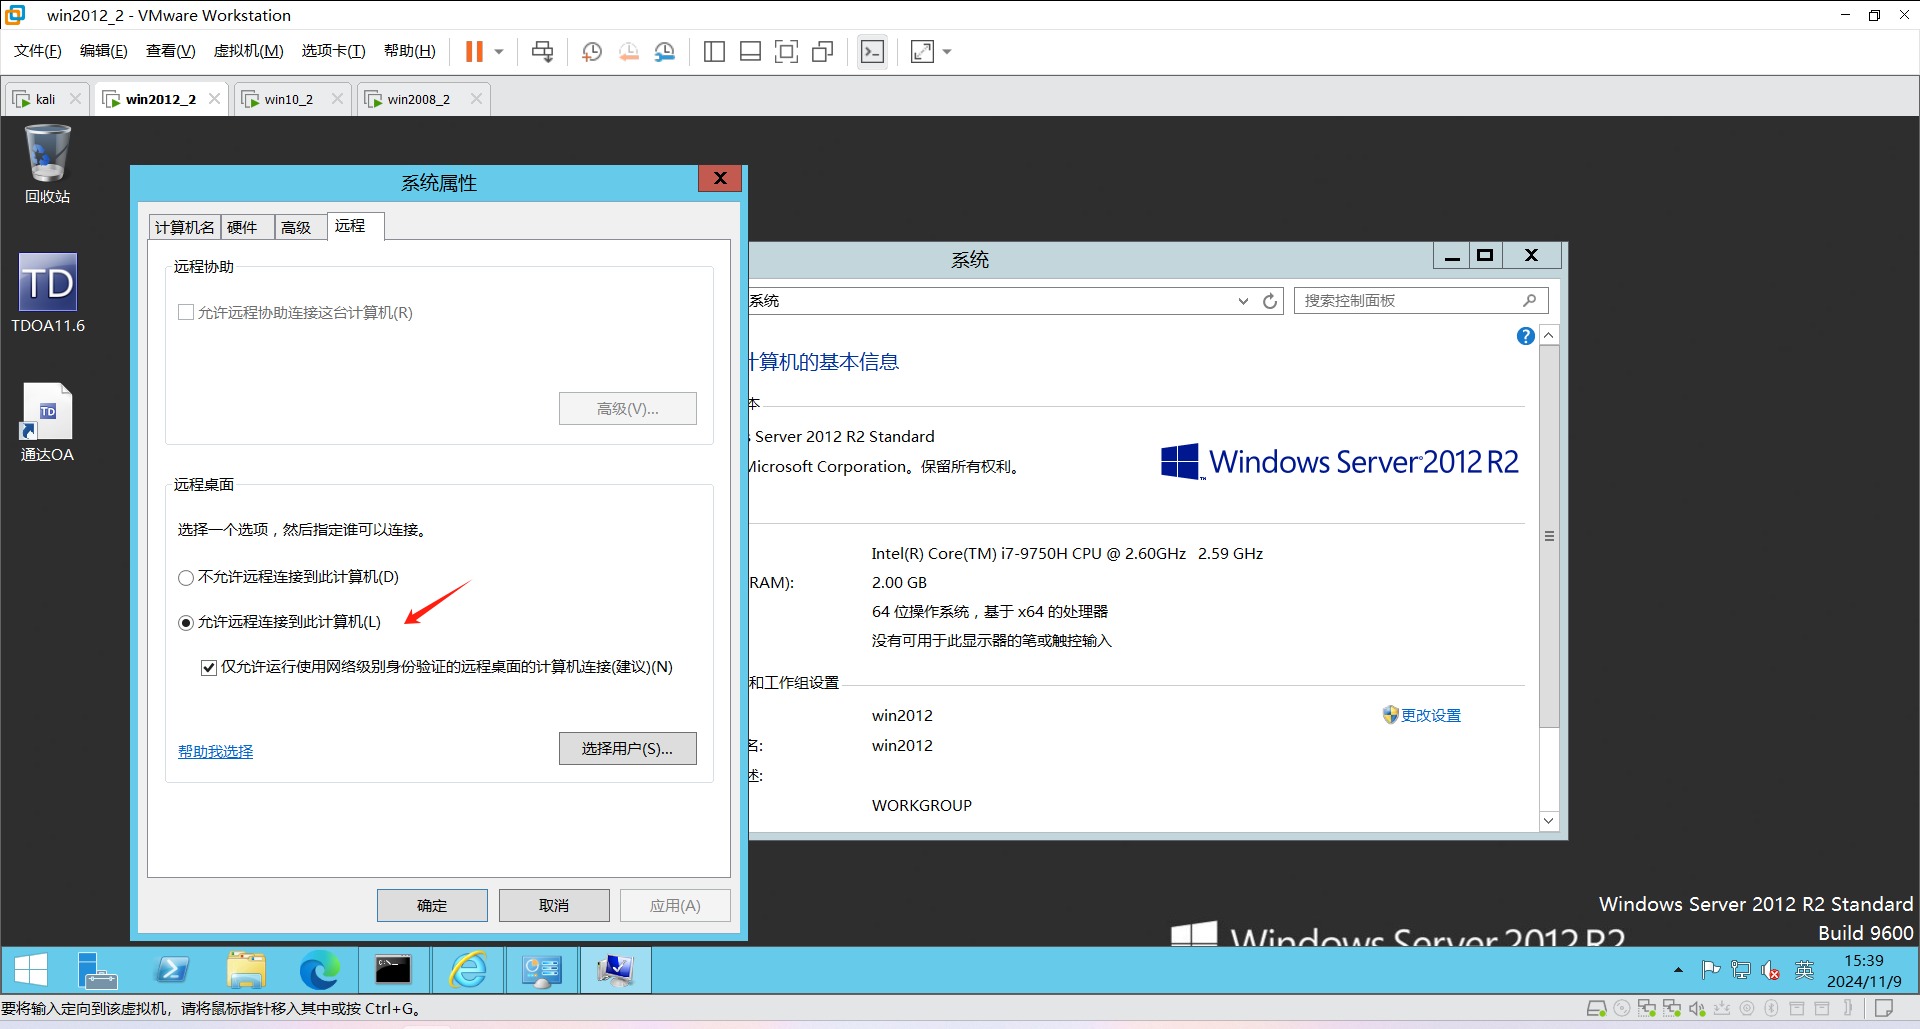 win2012_2 - VMware Workstation
文件(F) 编辑(E) 查看(V) 虚拟机(M) 选项卡(T) 帮助(H)
kali win2012_2 win10_2 win2008_2
回收站
TD
TDOA11.6
TD
通达OA
系统属性
计算机名 硬件 高级 远程
远程协助
允许远程协助连接这台计算机(R)
高级(V)...
远程桌面
选择一个选项，然后指定谁可以连接。
不允许远程连接到此计算机(D)
允许远程连接到此计算机(L)
仅允许运行使用网络级别身份验证的远程桌面的计算机连接(建议)(N)
帮助我选择
选择用户(S)...
确定 取消 应用(A)
系统
系统 搜索控制面板
计算机的基本信息
本
s Server 2012 R2 Standard
Microsoft Corporation。保留所有权利。
Windows Server 2012 R2
Intel(R) Core(TM) i7-9750H CPU @ 2.60GHz 2.59 GHz
RAM): 2.00 GB
64 位操作系统，基于 x64 的处理器
没有可用于此显示器的笔或触控输入
和工作组设置
win2012 更改设置
名: win2012
述:
WORKGROUP
Windows Server 2012 R2 Standard
Windows Server 2012 R2
Build 9600
英
15:39
2024/11/9
要将输入定向到该虚拟机，请将鼠标指针移入其中或按 Ctrl+G。